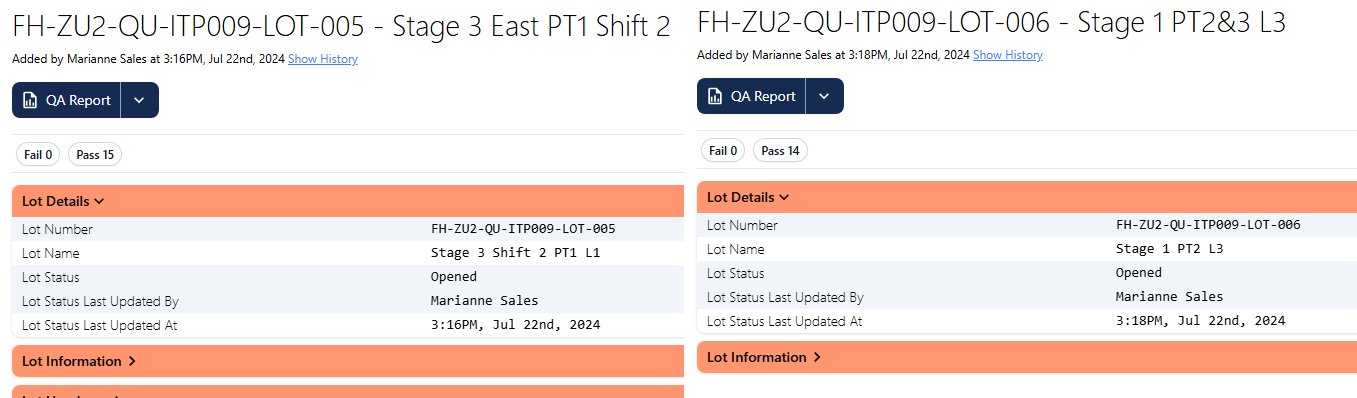 FH-ZU2-QU-ITP009-LOT-005 - Stage 3 East PT1 Shift 2
Added by Marianne Sales at 3:16PM, Jul 22nd, 2024 Show History
QA Report
Fail 0 Pass 15
Lot Details
Lot Number FH-ZU2-QU-ITP009-LOT-005
Lot Name Stage 3 Shift 2 PT1 L1
Lot Status Opened
Lot Status Last Updated By Marianne Sales
Lot Status Last Updated At 3:16PM, Jul 22nd, 2024
Lot Information
FH-ZU2-QU-ITP009-LOT-006 - Stage 1 PT2&3 L3
Added by Marianne Sales at 3:18PM, Jul 22nd, 2024 Show History
QA Report
Fail 0 Pass 14
Lot Details
Lot Number FH-ZU2-QU-ITP009-LOT-006
Lot Name Stage 1 PT2 L3
Lot Status Opened
Lot Status Last Updated By Marianne Sales
Lot Status Last Updated At 3:18PM, Jul 22nd, 2024
Lot Information